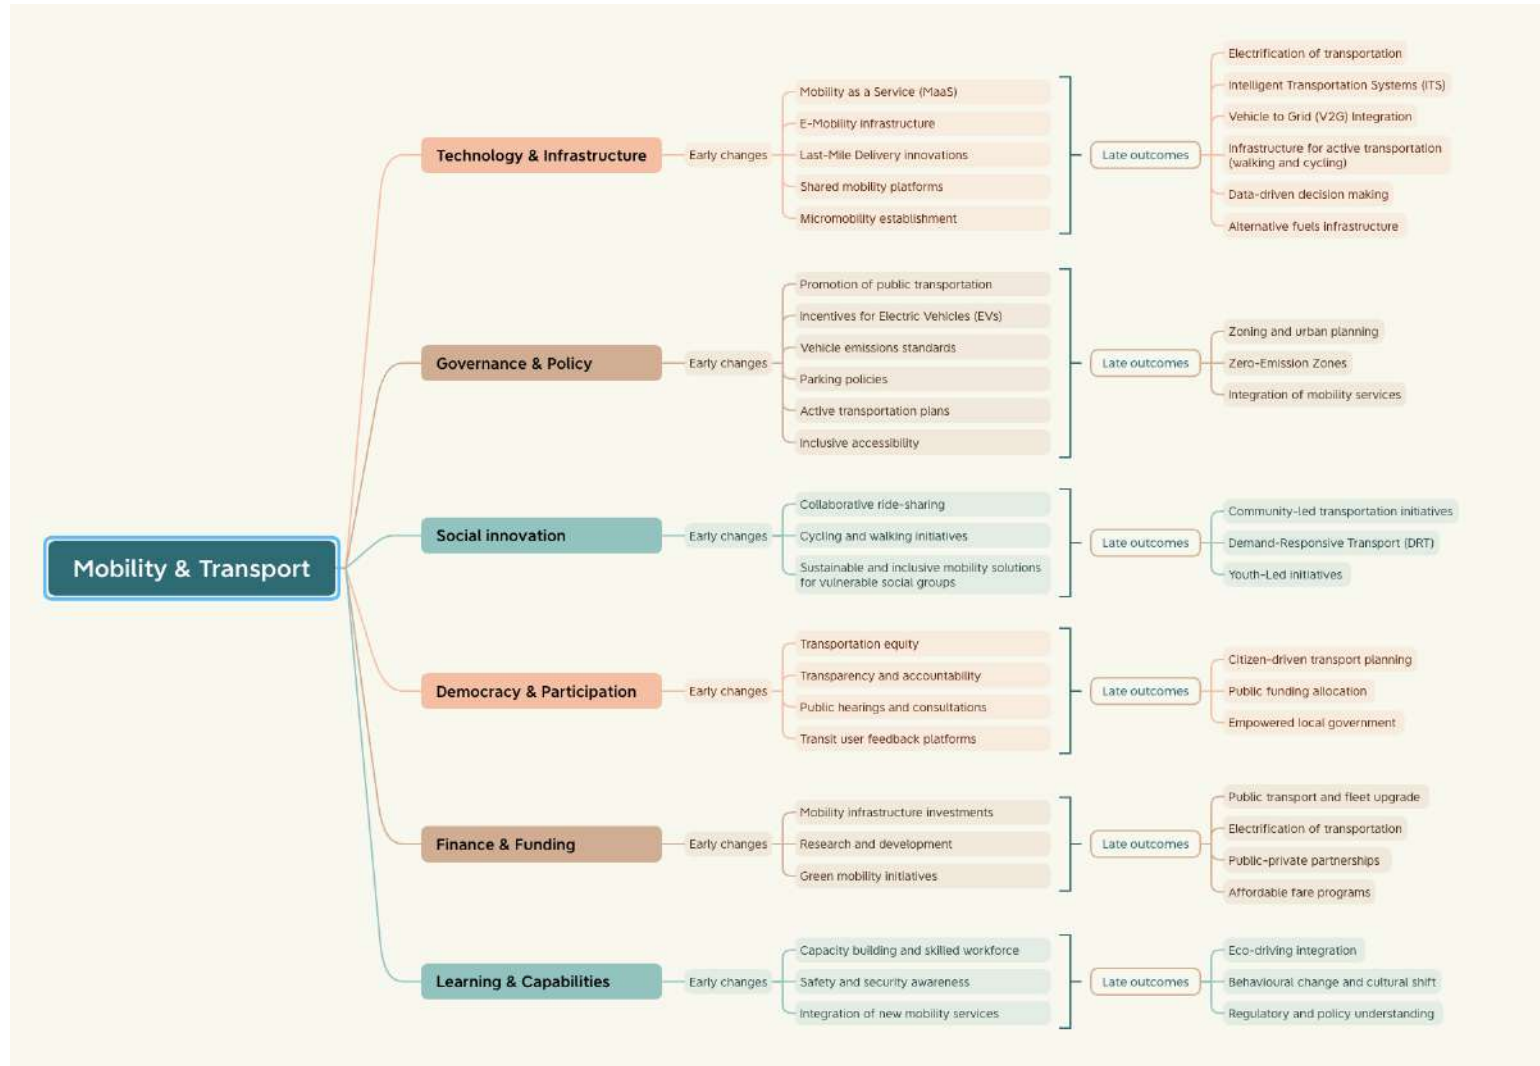 Mobility & Transport
Technology & Infrastructure
Early changes
Mobility as a Service (MaaS)
E-Mobility infrastructure
Last-Mile Delivery innovations
Shared mobility platforms
Micromobility establishment
Late outcomes
Electrification of transportation
Intelligent Transportation Systems (ITS)
Vehicle to Grid (V2G) Integration
Infrastructure for active transportation
(walking and cycling)
Data-driven decision making
Alternative fuels infrastructure
Governance & Policy
Early changes
Promotion of public transportation
Incentives for Electric Vehicles (EVs)
Vehicle emissions standards
Parking policies
Active transportation plans
Inclusive accessibility
Late outcomes
Zoning and urban planning
Zero-Emission Zones
Integration of mobility services
Social innovation
Early changes
Collaborative ride-sharing
Cycling and walking initiatives
Sustainable and inclusive mobility solutions
for vulnerable social groups
Late outcomes
Community-led transportation initiatives
Demand-Responsive Transport (DRT)
Youth-Led initiatives
Democracy & Participation
Early changes
Transportation equity
Transparency and accountability
Public hearings and consultations
Transit user feedback platforms
Late outcomes
Citizen-driven transport planning
Public funding allocation
Empowered local government
Finance & Funding
Early changes
Mobility infrastructure investments
Research and development
Green mobility initiatives
Late outcomes
Public transport and fleet upgrade
Electrification of transportation
Public-private partnerships
Affordable fare programs
Learning & Capabilities
Early changes
Capacity building and skilled workforce
Safety and security awareness
Integration of new mobility services
Late outcomes
Eco-driving integration
Behavioural change and cultural shift
Regulatory and policy understanding